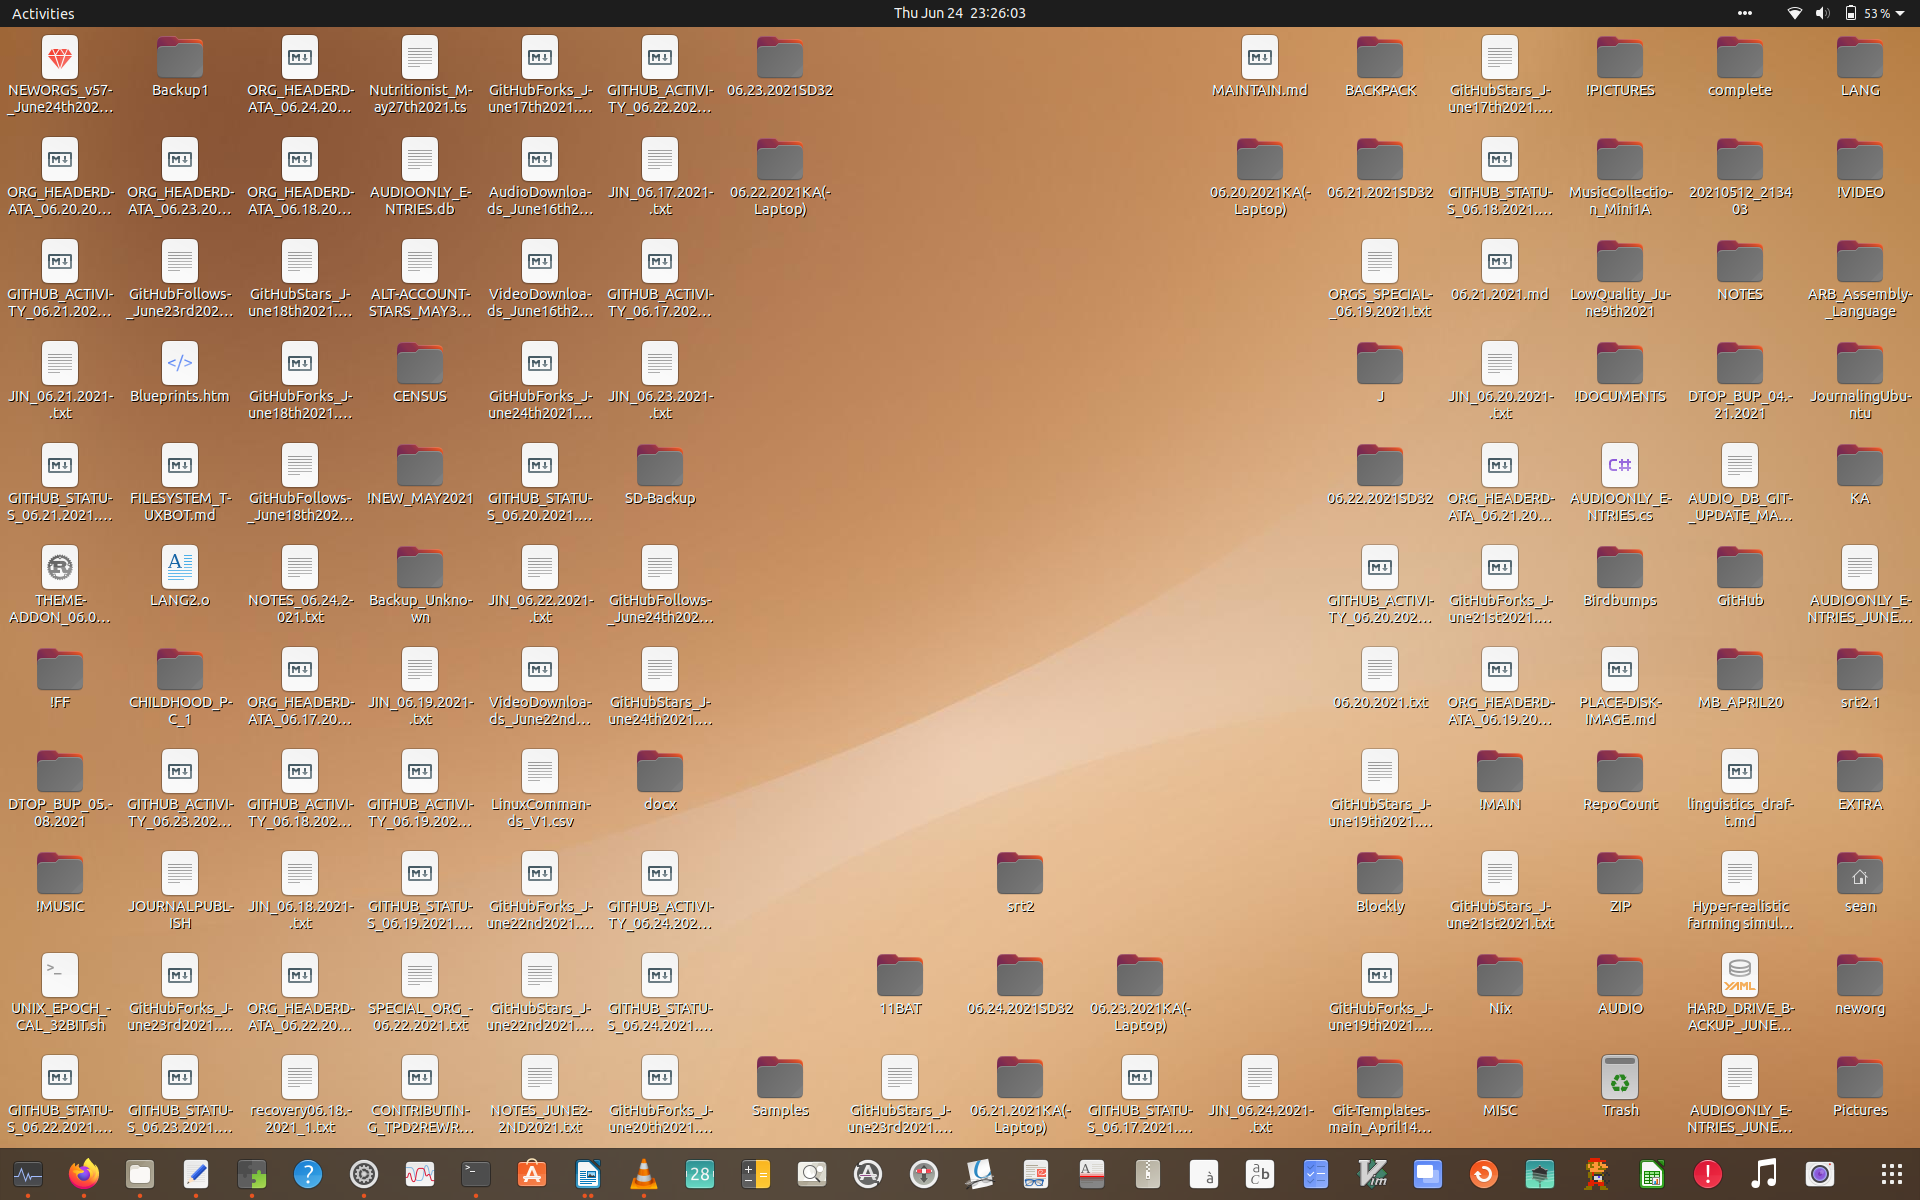 Activities
Thu Jun 24 23:26:03
53 %
NEWORGS_v57-
_June24th202...
Backup1
ORG_HEADERD-
ATA_06.24.20...
Nutritionist_M-
ay27th2021.ts
GitHubForks_J-
une17th2021....
GITHUB_ACTIVI-
TY_06.22.202...
06.23.2021SD32
MAINTAIN.md
BACKPACK
GitHubStars_J-
une17th2021....
!PICTURES
complete
LANG
ORG_HEADERD-
ATA_06.20.20...
ORG_HEADERD-
ATA_06.23.20...
ORG_HEADERD-
ATA_06.18.20...
AUDIOONLY_E-
NTRIES.db
AudioDownloa-
ds_June16th2...
JIN_06.17.2021-
.txt
06.22.2021KA(-
Laptop)
06.20.2021KA(-
Laptop)
06.21.2021SD32
GITHUB_STATU-
S_06.18.2021....
MusicCollectio-
n_Mini1A
20210512_2134
03
!VIDEO
GITHUB_ACTIVI-
TY_06.21.202...
GitHubFollows-
_June23rd202...
GitHubStars_J-
une18th2021....
ALT-ACCOUNT-
STARS_MAY3...
VideoDownloa-
ds_June16th2...
GITHUB_ACTIVI-
TY_06.17.202...
ORGS_SPECIAL-
_06.19.2021.txt
06.21.2021.md
LowQuality_Ju-
ne9th2021
NOTES
ARB_Assembly-
_Language
JIN_06.21.2021-
.txt
Blueprints.htm
GitHubForks_J-
une18th2021....
CENSUS
GitHubForks_J-
une24th2021....
JIN_06.23.2021-
.txt
J
JIN_06.20.2021-
.txt
!DOCUMENTS
DTOP_BUP_04.-
21.2021
JournalingUbu-
ntu
GITHUB_STATU-
S_06.21.2021....
FILESYSTEM_T-
UXBOT.md
GitHubFollows-
_June18th202...
!NEW_MAY2021
GITHUB_STATU-
S_06.20.2021....
SD-Backup
06.22.2021SD32
ORG_HEADERD-
ATA_06.21.20...
AUDIOONLY_E-
NTRIES.cs
AUDIO_DB_GIT-
_UPDATE_MA...
KA
THEME-
ADDON_06.0...
LANG2.o
NOTES_06.24.2-
021.txt
Backup_Unkno-
wn
JIN_06.22.2021-
.txt
GitHubFollows-
_June24th202...
GITHUB_ACTIVI-
TY_06.20.202...
GitHubForks_J-
une21st2021....
Birdbumps
GitHub
AUDIOONLY_E-
NTRIES_JUNE...
!FF
CHILDHOOD_P-
C_1
ORG_HEADERD-
ATA_06.17.20...
JIN_06.19.2021-
.txt
VideoDownloa-
ds_June22nd...
GitHubStars_J-
une24th2021....
06.20.2021.txt
ORG_HEADERD-
ATA_06.19.20...
PLACE-DISK-
IMAGE.md
MB_APRIL20
srt2.1
DTOP_BUP_05.-
08.2021
GITHUB_ACTIVI-
TY_06.23.202...
GITHUB_ACTIVI-
TY_06.18.202...
GITHUB_ACTIVI-
TY_06.19.202...
LinuxComman-
ds_V1.csv
docx
GitHubStars_J-
une19th2021....
!MAIN
RepoCount
linguistics_draf-
t.md
EXTRA
!MUSIC
JOURNALPUBL-
ISH
JIN_06.18.2021-
.txt
GITHUB_STATU-
S_06.19.2021....
GitHubForks_J-
une22nd2021....
GITHUB_ACTIVI-
TY_06.24.202...
srt2
Blockly
GitHubStars_J-
une21st2021.txt
ZIP
Hyper-realistic
farming simul...
sean
UNIX_EPOCH_-
CAL_32BIT.sh
GitHubForks_J-
une23rd2021....
ORG_HEADERD-
ATA_06.22.20...
SPECIAL_ORG_-
06.22.2021.txt
GitHubStars_J-
une22nd2021....
GITHUB_STATU-
S_06.24.2021....
11BAT
06.24.2021SD32
06.23.2021KA(-
Laptop)
GitHubForks_J-
une19th2021....
Nix
AUDIO
YAML
HARD_DRIVE_B-
ACKUP_JUNE...
neworg
GITHUB_STATU-
S_06.22.2021....
GITHUB_STATU-
S_06.23.2021....
recovery06.18.-
2021_1.txt
CONTRIBUTIN-
G_TPD2REWR...
NOTES_JUNE2-
2ND2021.txt
GitHubForks_J-
une20th2021....
Samples
GitHubStars_J-
une23rd2021....
06.21.2021KA(-
Laptop)
GITHUB_STATU-
S_06.17.2021....
JIN_06.24.2021-
.txt
Git-Templates-
main_April14...
MISC
Trash
AUDIOONLY_E-
NTRIES_JUNE...
Pictures
28